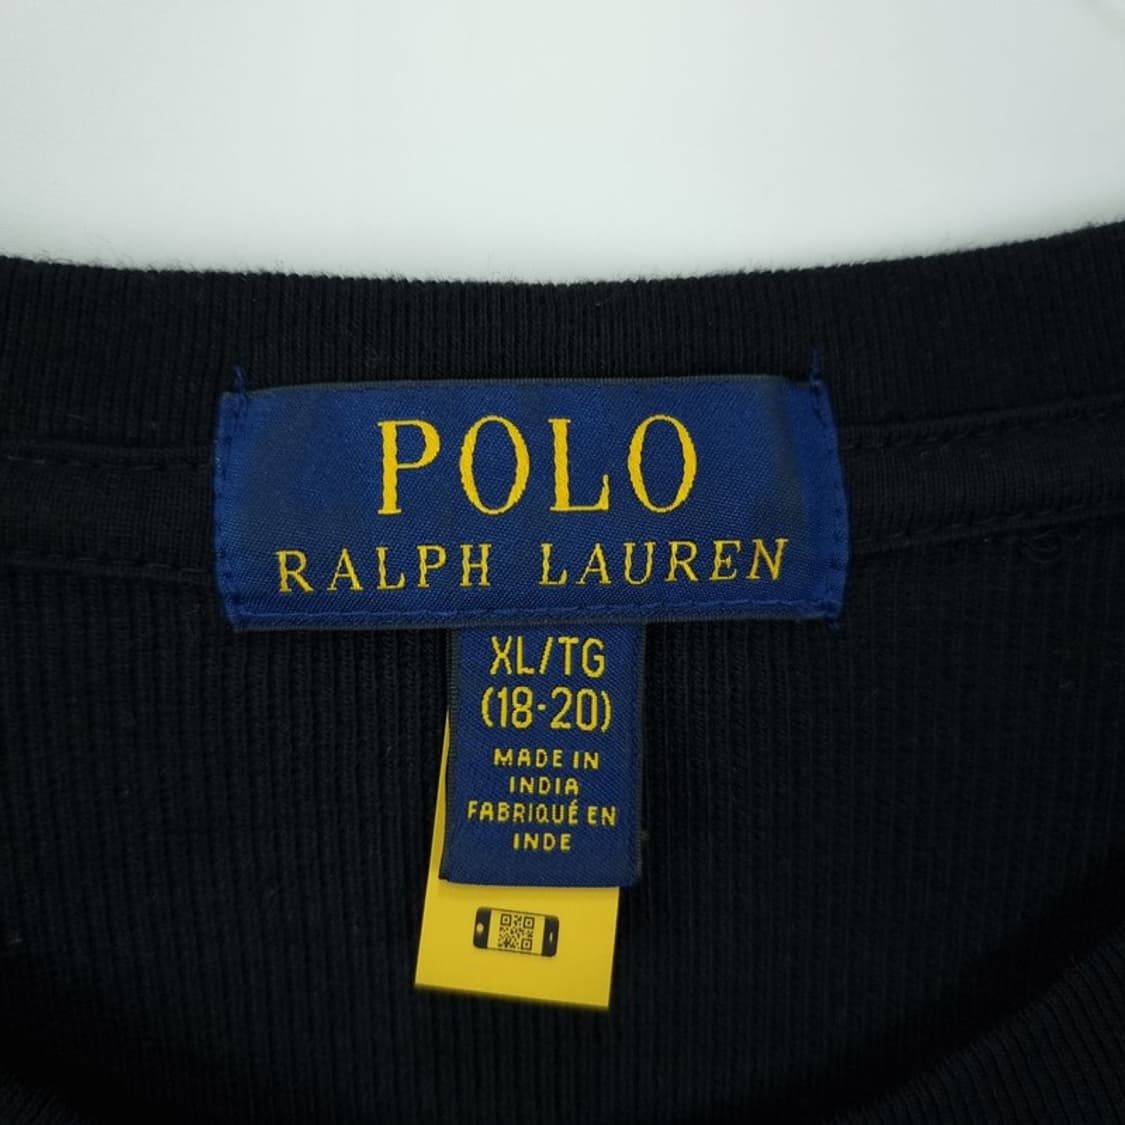 POLO
RALPH LAUREN
XL/TG
(18-20)
MADE IN
INDIA
FABRIQUÉ EN
INDE